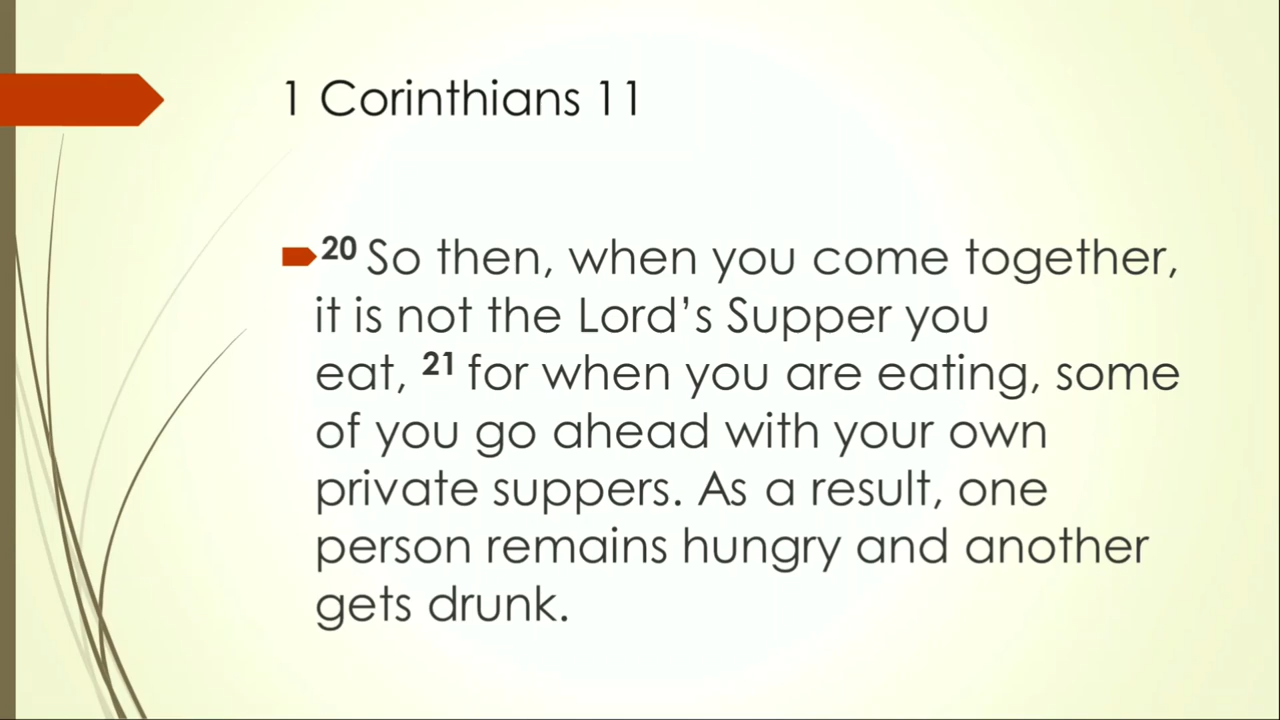 1 Corinthians 11
20 So then, when you come together,
it is not the Lord’s Supper you
eat, 21 for when you are eating, some
of you go ahead with your own
private suppers. As a result, one
person remains hungry and another
gets drunk.